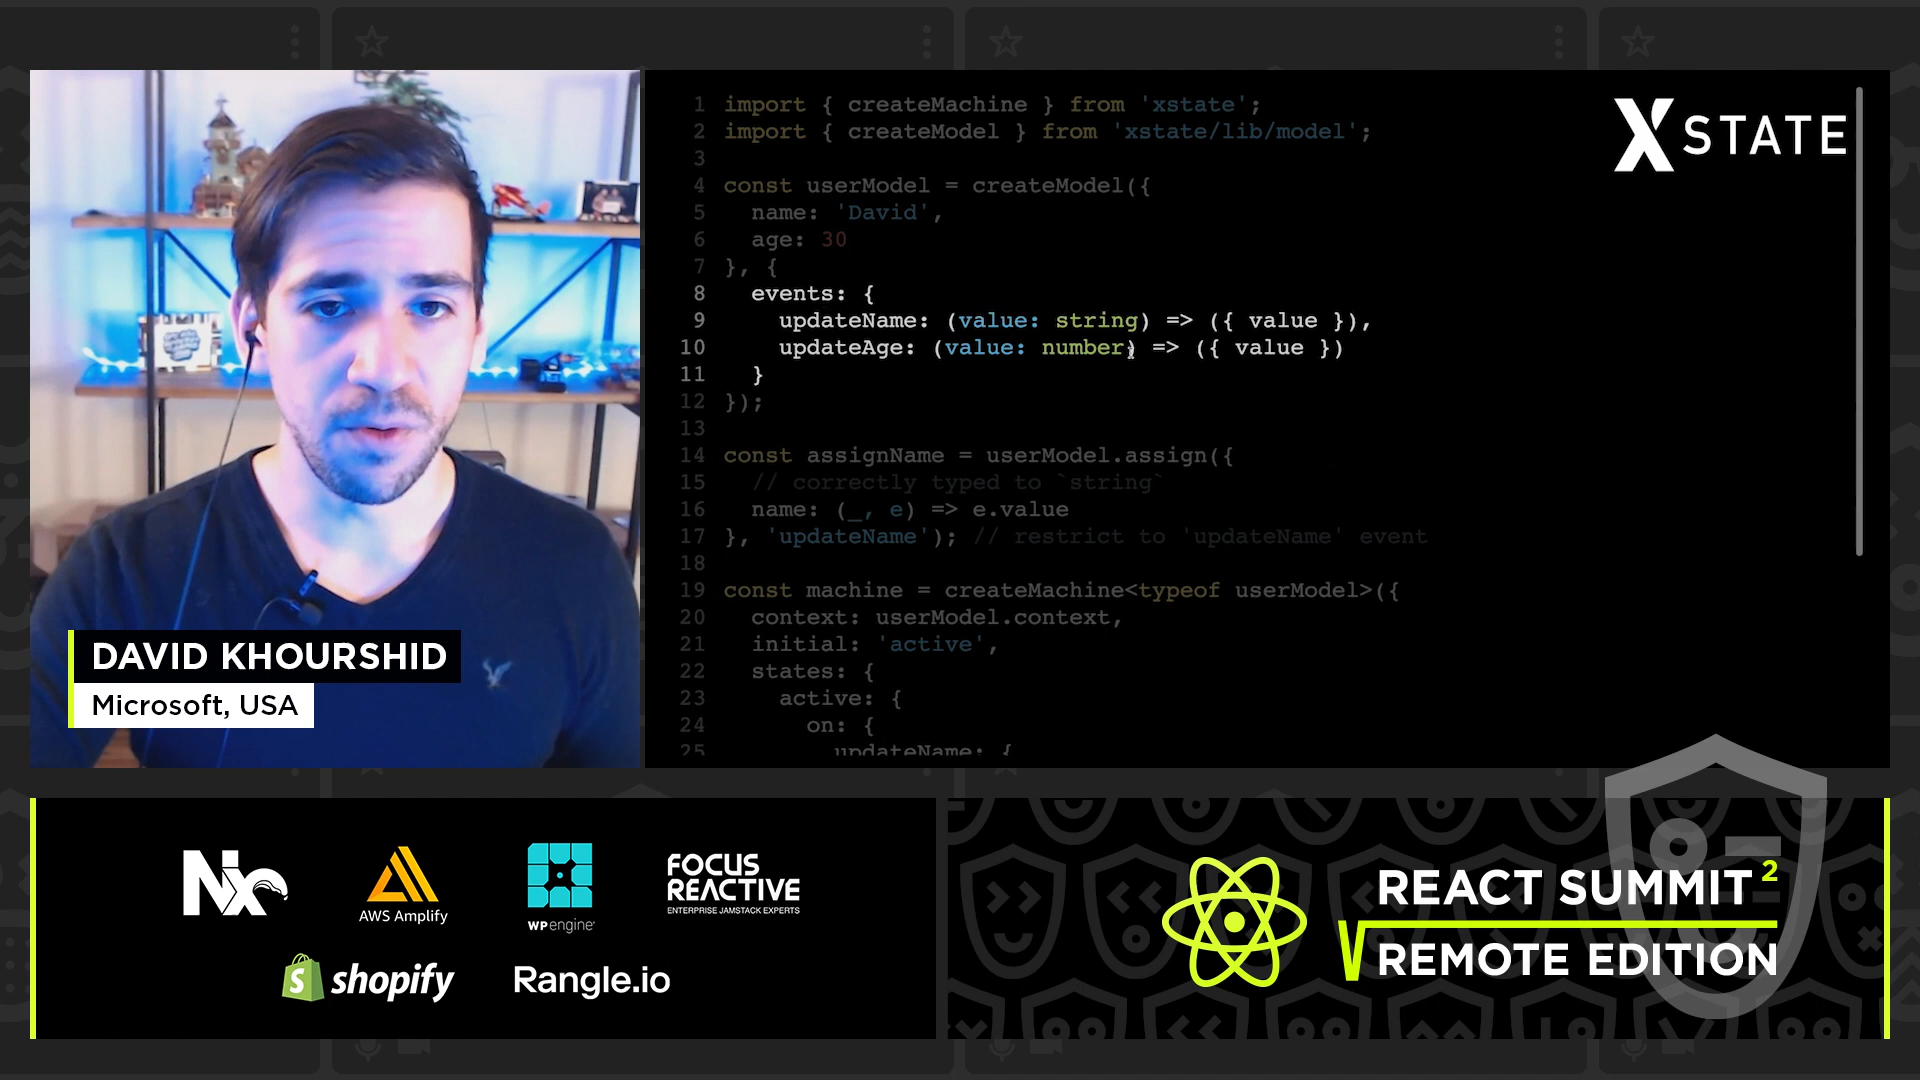 1 import { createMachine } from 'xstate';
2 import { createModel } from 'xstate/lib/model';
3
4 const userModel = createModel({
5 name: 'David',
6 age: 30
7 }, {
8 events: {
9 updateName: (value: string) => ({ value }),
10 updateAge: (value: number) => ({ value })
11 }
12 });
13
14 const assignName = userModel.assign({
15 // correctly typed to `string`
16 name: (_, e) => e.value
17 }, 'updateName'); // restrict to 'updateName' event
18
19 const machine = createMachine<typeof userModel>({
20 context: userModel.context,
21 initial: 'active',
22 states: {
23 active: {
24 on: {
25 updateName: {
XSTATE
DAVID KHOURSHID
Microsoft, USA
Nx
AWS Amplify
WP engine
FOCUS
REACTIVE
ENTERPRISE JAMSTACK EXPERTS
shopify
Rangle.io
REACT SUMMIT 2
REMOTE EDITION